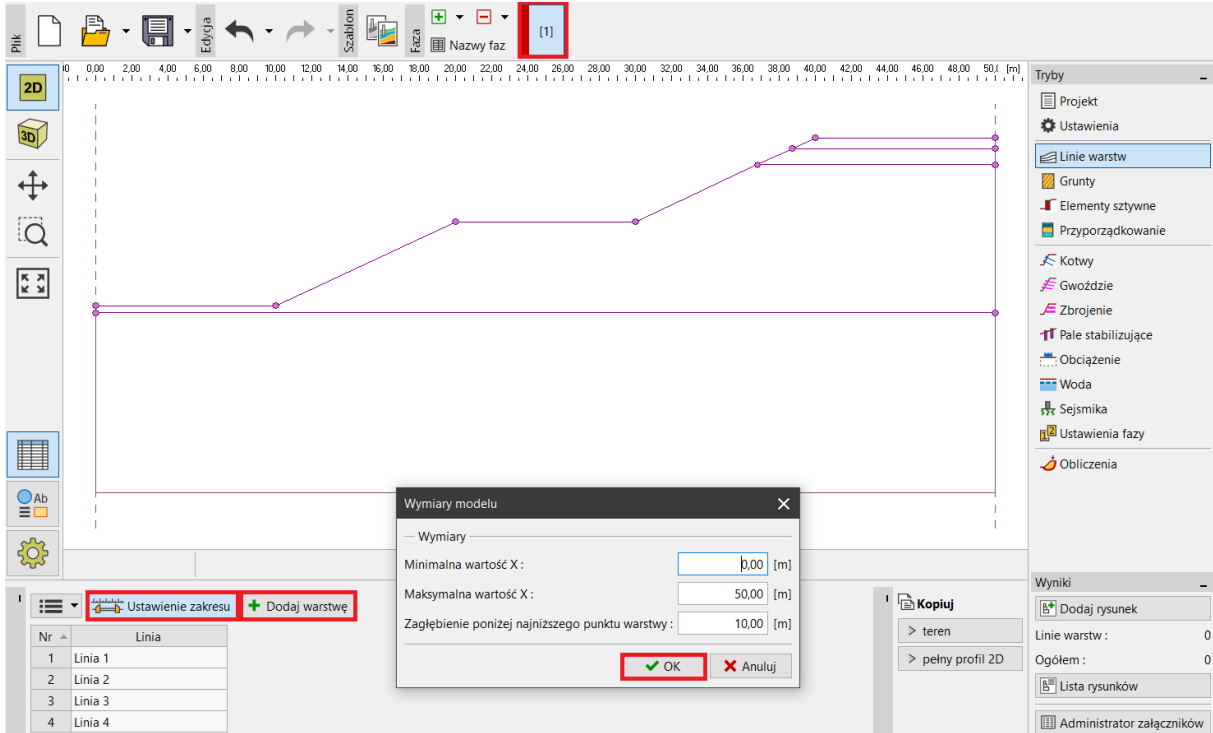 Plik
Edycja
Szablon
Faza
Nazwy faz
[1]
2D
3D
0 0,00 2,00 4,00 6,00 8,00 10,00 12,00 14,00 16,00 18,00 20,00 22,00 24,00 26,00 28,00 30,00 32,00 34,00 36,00 38,00 40,00 42,00 44,00 46,00 48,00 50,( [m]
Tryby
Projekt
Ustawienia
Linie warstw
Grunty
Elementy sztywne
Przyporządkowanie
Kotwy
Gwoździe
Zbrojenie
Pale stabilizujące
Obciążenie
Woda
Sejsmika
Ustawienia fazy
Obliczenia
Ab
Wymiary modelu
Wymiary
Minimalna wartość X : 0,00 [m]
Maksymalna wartość X : 50,00 [m]
Zagłębienie poniżej najniższego punktu warstwy : 10,00 [m]
OK Anuluj
Ustawienie zakresu
Dodaj warstwę
Nr Linia
1 Linia 1
2 Linia 2
3 Linia 3
4 Linia 4
Kopiuj
> teren
> pełny profil 2D
Wyniki
Dodaj rysunek
Linie warstw : 0
Ogółem : 0
Lista rysunków
Administrator załączników